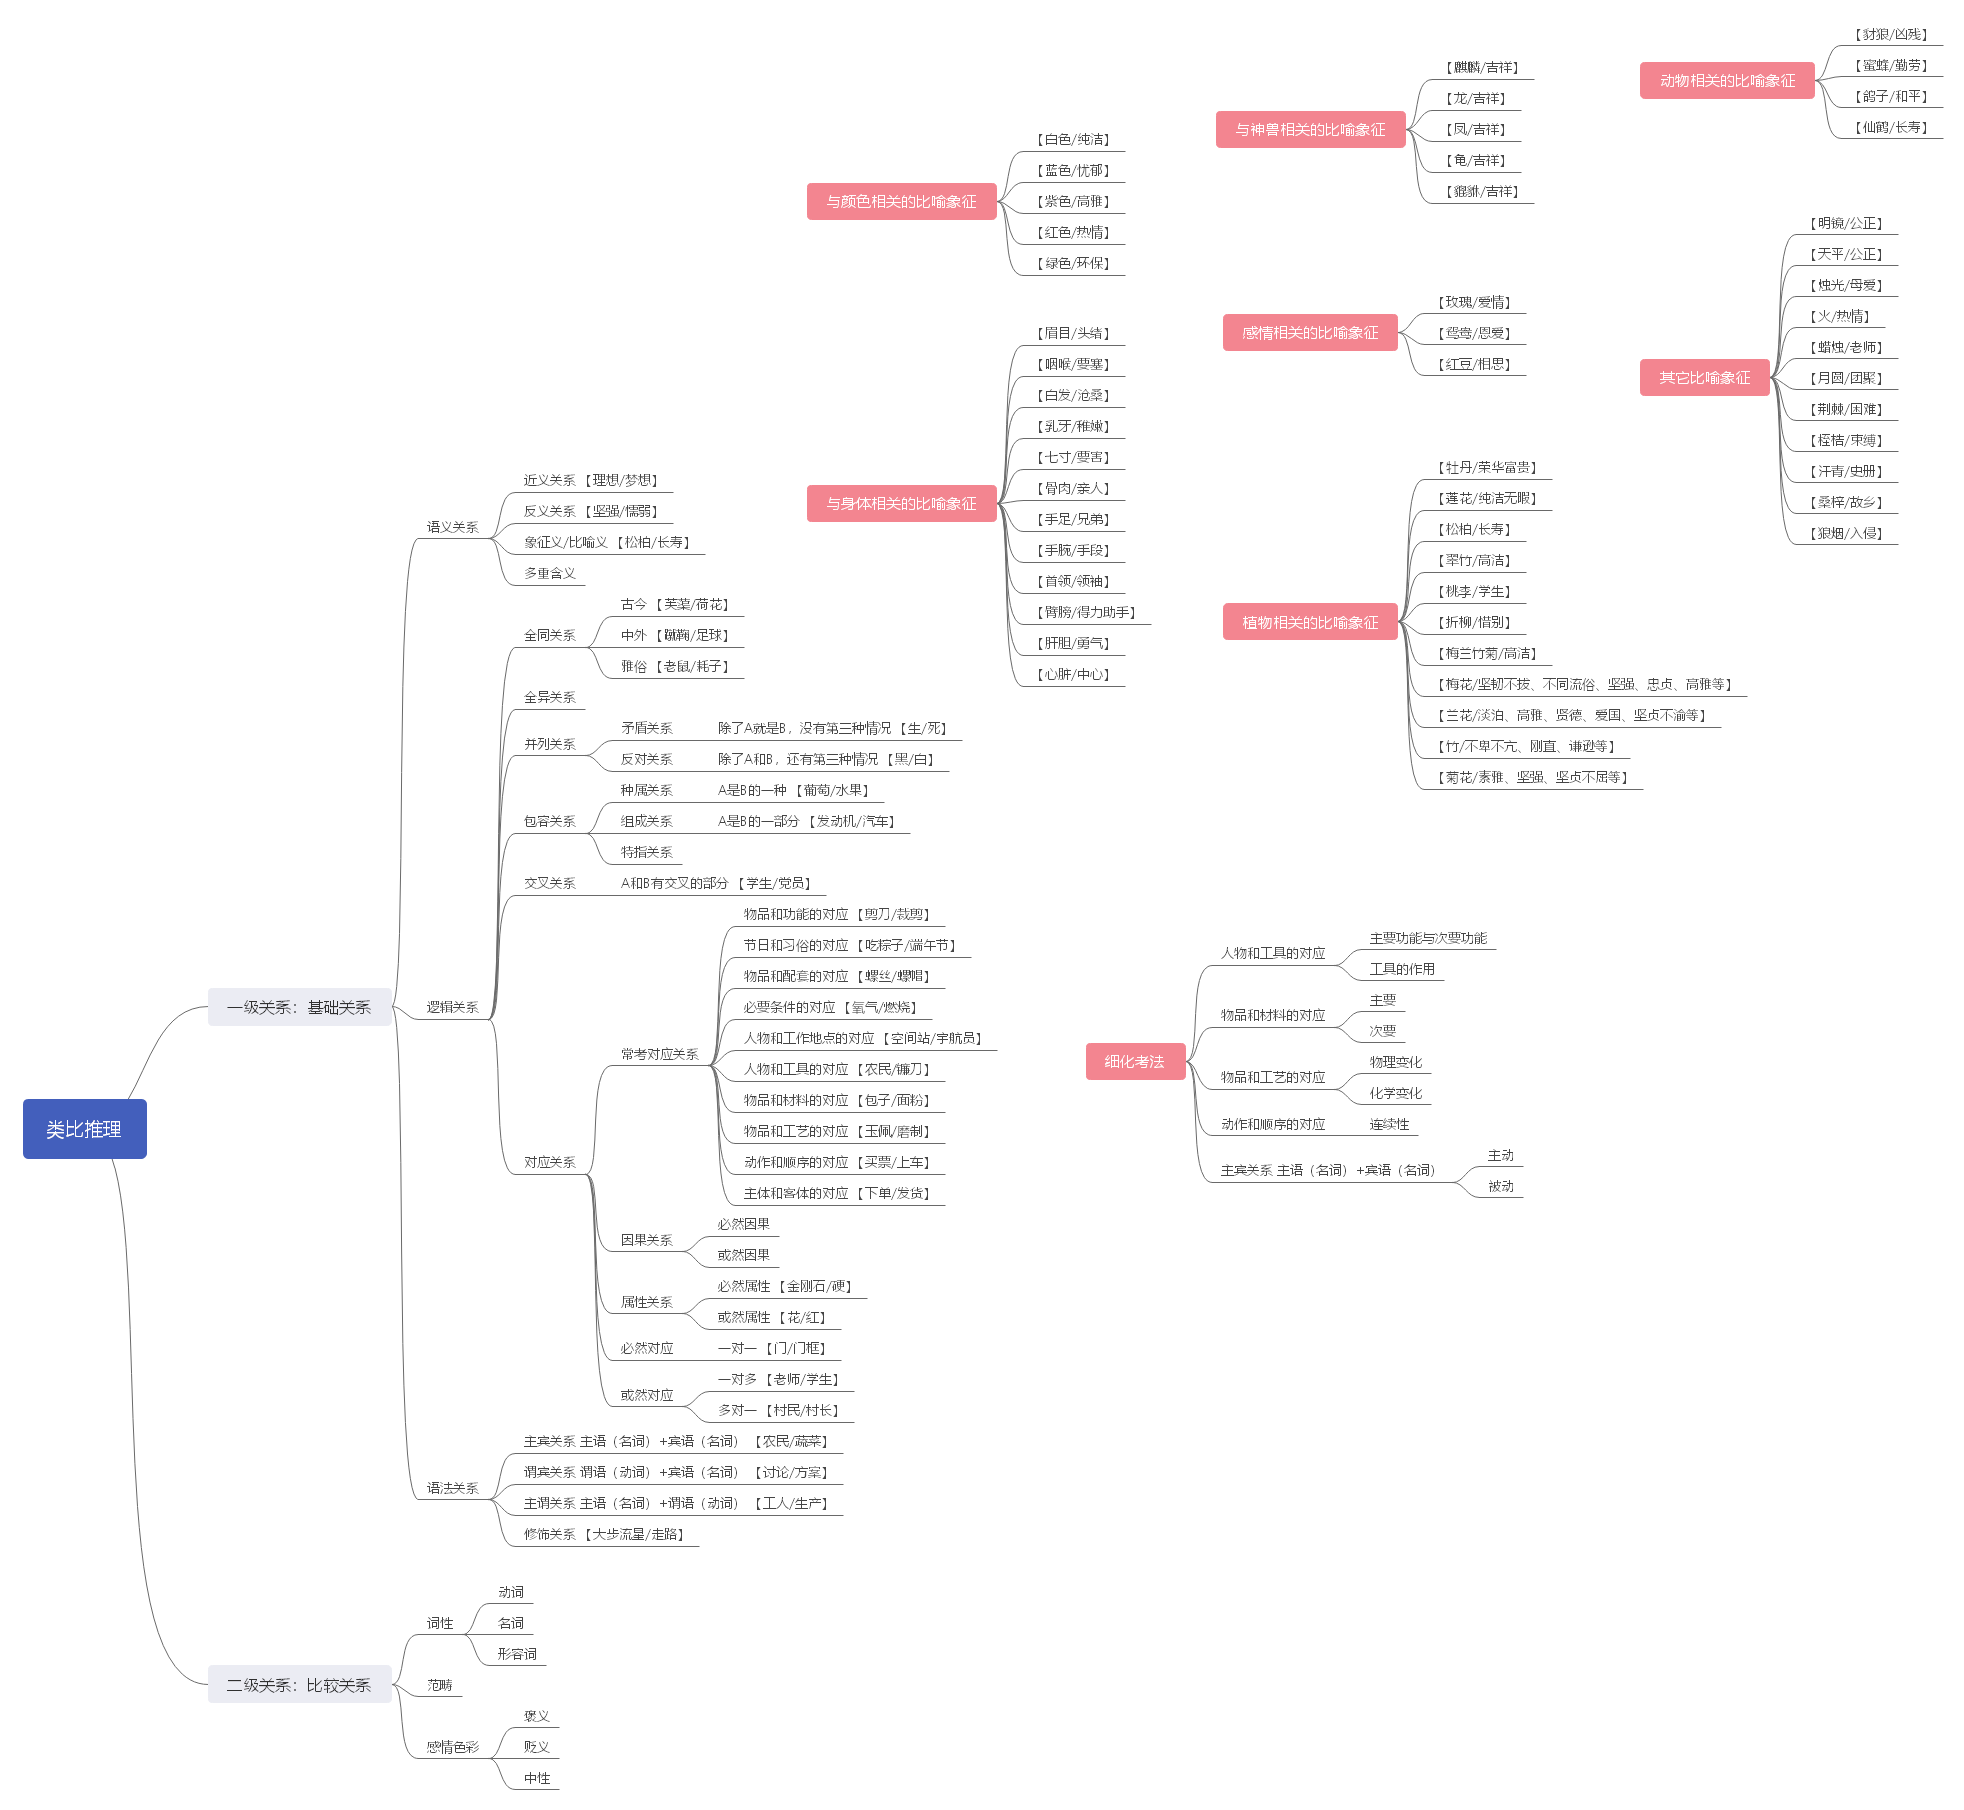 类比推理
一级关系：基础关系
语义关系
近义关系 【理想/梦想】
反义关系 【坚强/懦弱】
象征义/比喻义 【松柏/长寿】
多重含义
逻辑关系
全同关系
古今 【芙蕖/荷花】
中外 【蹴鞠/足球】
雅俗 【老鼠/耗子】
全异关系
并列关系
矛盾关系
除了A就是B，没有第三种情况 【生/死】
反对关系
除了A和B，还有第三种情况 【黑/白】
包容关系
种属关系
A是B的一种 【葡萄/水果】
组成关系
A是B的一部分 【发动机/汽车】
特指关系
交叉关系
A和B有交叉的部分 【学生/党员】
对应关系
常考对应关系
物品和功能的对应 【剪刀/裁剪】
节日和习俗的对应 【吃粽子/端午节】
物品和配套的对应 【螺丝/螺帽】
必要条件的对应 【氧气/燃烧】
人物和工作地点的对应 【空间站/宇航员】
人物和工具的对应 【农民/镰刀】
物品和材料的对应 【包子/面粉】
物品和工艺的对应 【玉佩/磨制】
动作和顺序的对应 【买票/上车】
主体和客体的对应 【下单/发货】
因果关系
必然因果
或然因果
属性关系
必然属性 【金刚石/硬】
或然属性 【花/红】
必然对应
一对一 【门/门框】
或然对应
一对多 【老师/学生】
多对一 【村民/村长】
语法关系
主宾关系 主语（名词）+宾语（名词） 【农民/蔬菜】
谓宾关系 谓语（动词）+宾语（名词） 【讨论/方案】
主谓关系 主语（名词）+谓语（动词） 【工人/生产】
修饰关系 【大步流星/走路】
二级关系：比较关系
词性
动词
名词
形容词
范畴
感情色彩
褒义
贬义
中性
与颜色相关的比喻象征
【白色/纯洁】
【蓝色/忧郁】
【紫色/高雅】
【红色/热情】
【绿色/环保】
与身体相关的比喻象征
【眉目/头绪】
【咽喉/要塞】
【白发/沧桑】
【乳牙/稚嫩】
【七寸/要害】
【骨肉/亲人】
【手足/兄弟】
【手腕/手段】
【首领/领袖】
【臂膀/得力助手】
【肝胆/勇气】
【心脏/中心】
与神兽相关的比喻象征
【麒麟/吉祥】
【龙/吉祥】
【凤/吉祥】
【龟/吉祥】
【貔貅/吉祥】
感情相关的比喻象征
【玫瑰/爱情】
【鸳鸯/恩爱】
【红豆/相思】
植物相关的比喻象征
【牡丹/荣华富贵】
【莲花/纯洁无暇】
【松柏/长寿】
【翠竹/高洁】
【桃李/学生】
【折柳/惜别】
【梅兰竹菊/高洁】
【梅花/坚韧不拔、不同流俗、坚强、忠贞、高雅等】
【兰花/淡泊、高雅、贤德、爱国、坚贞不渝等】
【竹/不卑不亢、刚直、谦逊等】
【菊花/素雅、坚强、坚贞不屈等】
动物相关的比喻象征
【豺狼/凶残】
【蜜蜂/勤劳】
【鸽子/和平】
【仙鹤/长寿】
其它比喻象征
【明镜/公正】
【天平/公正】
【烛光/母爱】
【火/热情】
【蜡烛/老师】
【月圆/团聚】
【荆棘/困难】
【桎梏/束缚】
【汗青/史册】
【桑梓/故乡】
【狼烟/入侵】
细化考法
人物和工具的对应
主要功能与次要功能
工具的作用
物品和材料的对应
主要
次要
物品和工艺的对应
物理变化
化学变化
动作和顺序的对应
连续性
主宾关系 主语（名词）+宾语（名词）
主动
被动